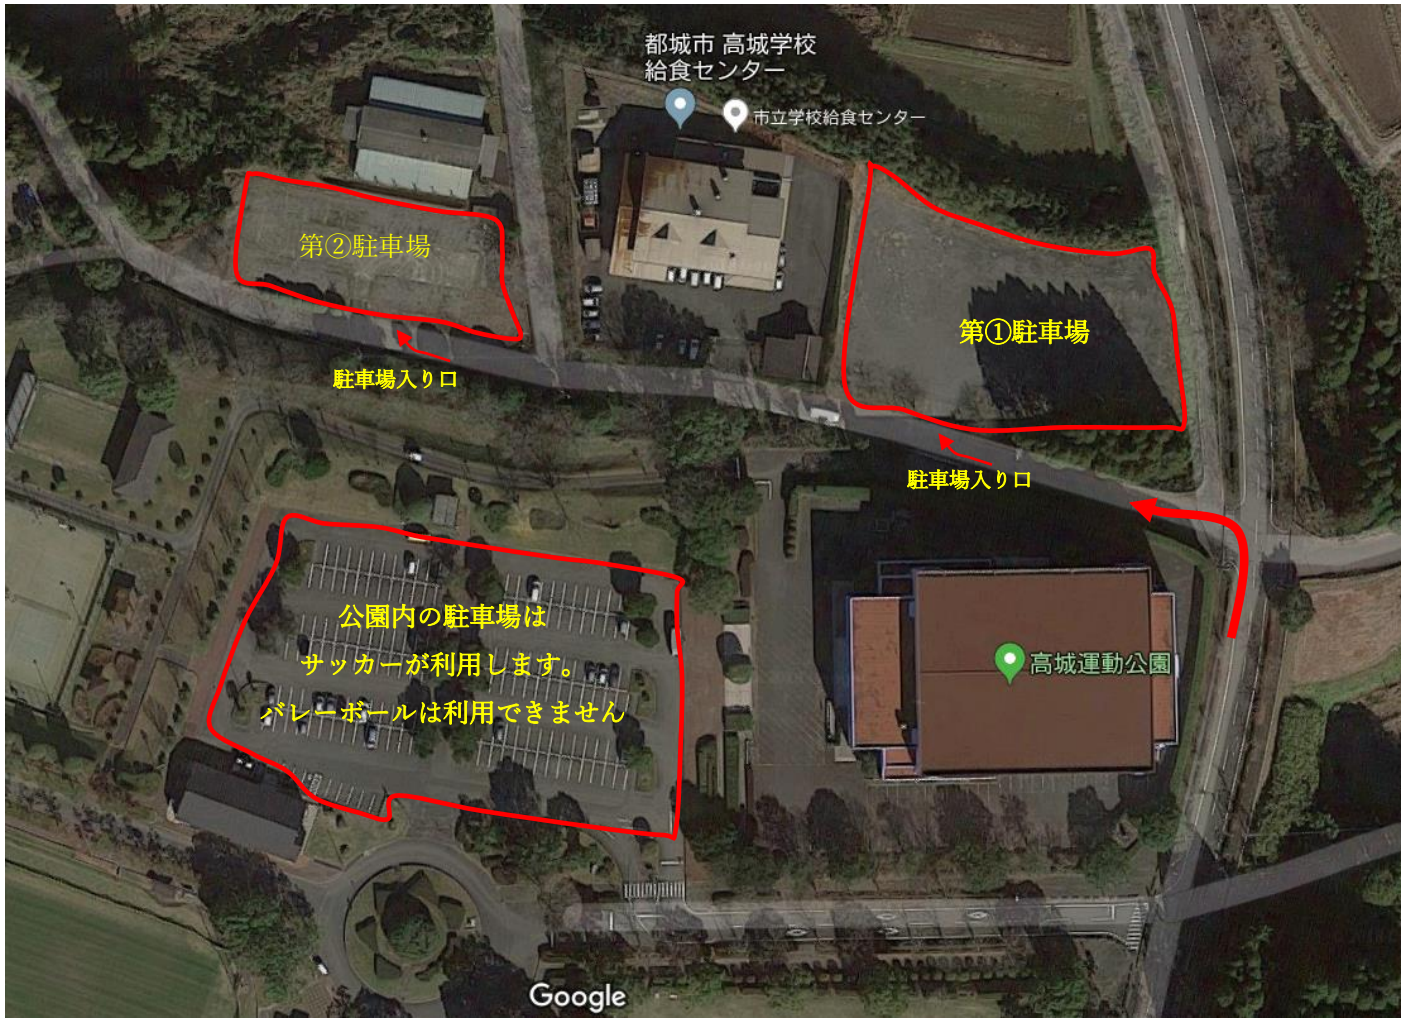 都城市 高城学校
給食センター
市立学校給食センター
第②駐車場
第①駐車場
駐車場入り口
駐車場入り口
公園内の駐車場は
サッカーが利用します。
バレーボールは利用できません
高城運動公園
Google